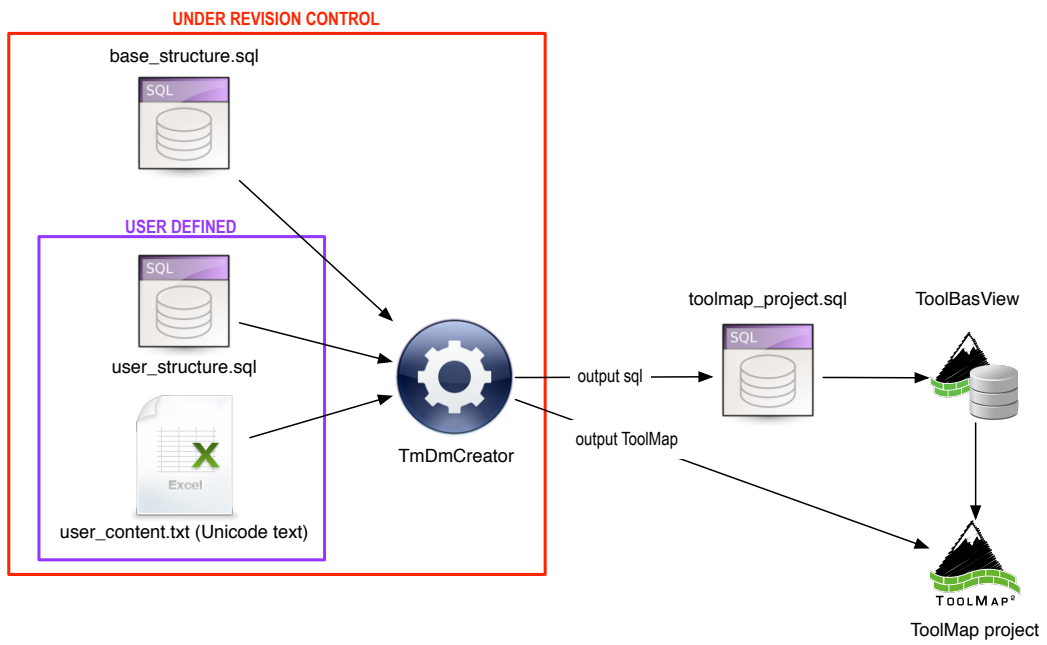 UNDER REVISION CONTROL
base_structure.sql
SQL
USER DEFINED
SQL
user_structure.sql
Excel
user_content.txt (Unicode text)
TmDmCreator
output sql
output ToolMap
toolmap_project.sql
SQL
ToolBasView
TOOLMAP²
ToolMap project